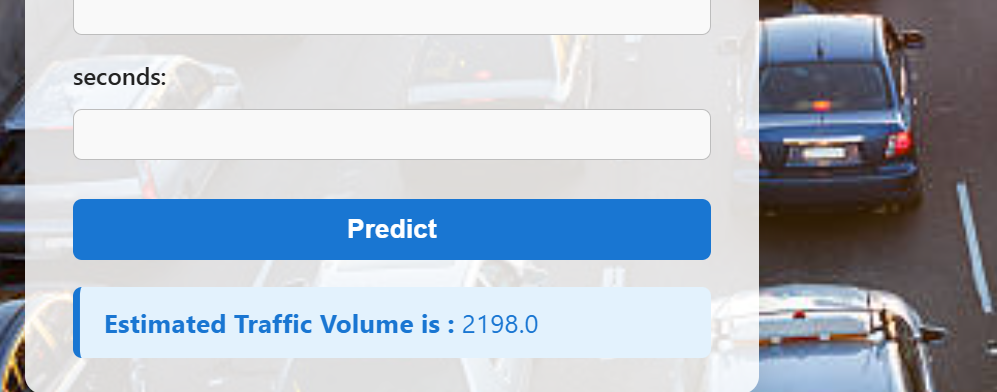 seconds:
Predict
Estimated Traffic Volume is : 2198.0